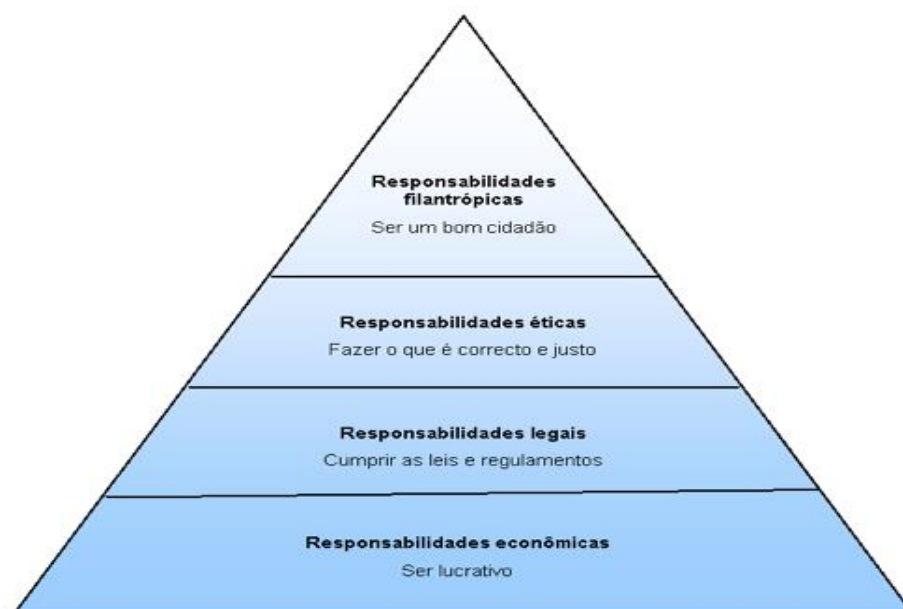 Responsabilidades
filantrópicas
Ser um bom cidadão
Responsabilidades éticas
Fazer o que é correcto e justo
Responsabilidades legais
Cumprir as leis e regulamentos
Responsabilidades econômicas
Ser lucrativo